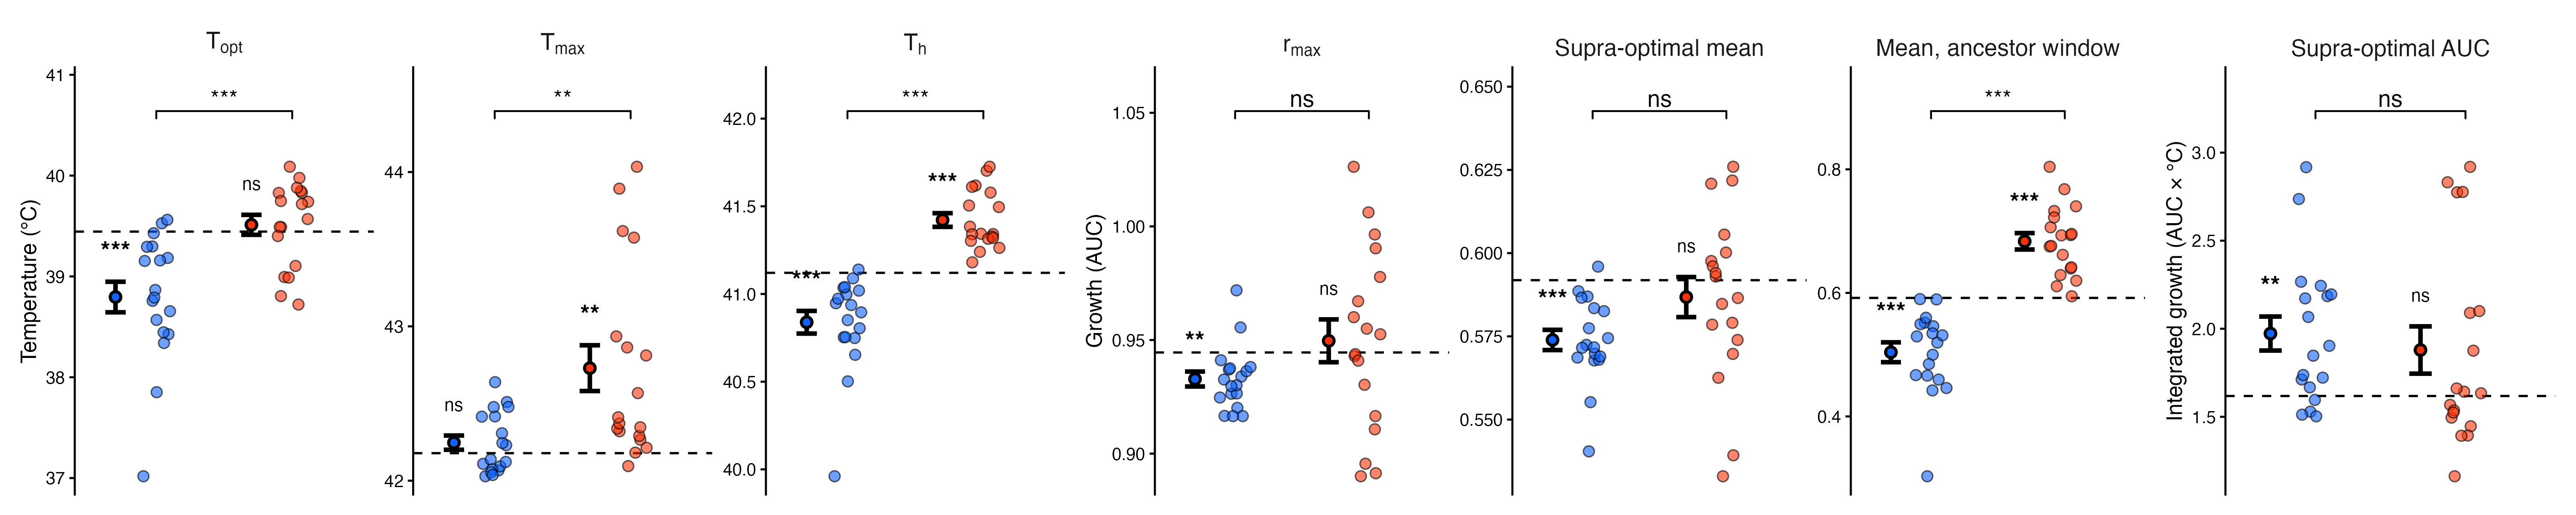 Topt
Tmax
Th
rmax
Supra-optimal mean
Mean, ancestor window
Supra-optimal AUC
Temperature (°C)
41
40
39
38
37
***
***
ns
44
43
42
**
ns
**
42.0
41.5
41.0
40.5
40.0
***
***
***
Growth (AUC)
1.05
1.00
0.95
0.90
ns
**
ns
0.650
0.625
0.600
0.575
0.550
ns
***
ns
0.8
0.6
0.4
***
***
***
Integrated growth (AUC × °C)
3.0
2.5
2.0
1.5
ns
**
ns